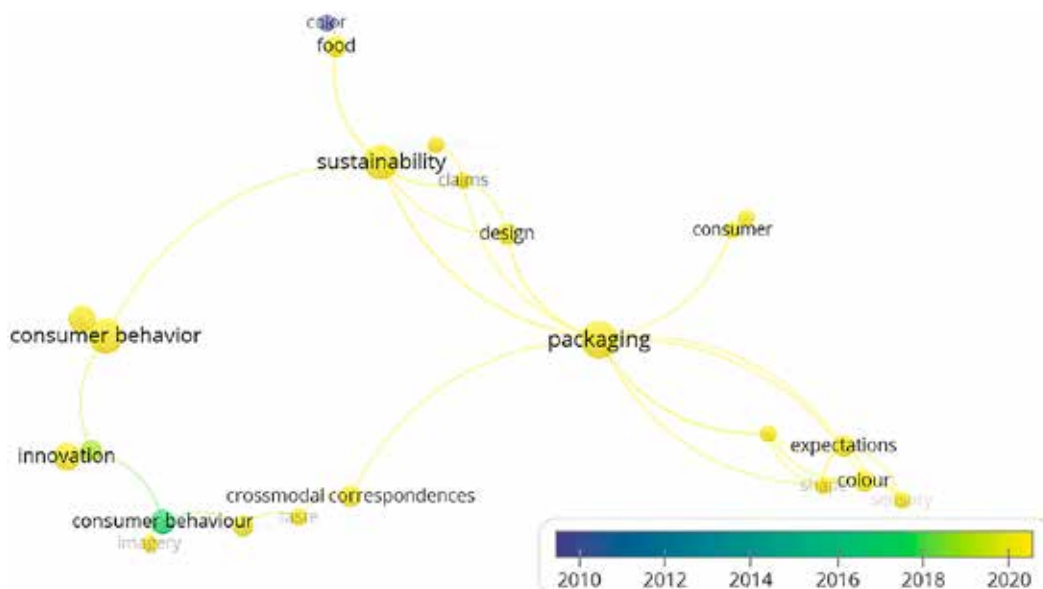 color
food
sustainability
claims
design
consumer
consumer behavior
packaging
innovation
expectations
shape
colour
sensory
crossmodal correspondences
taste
consumer behaviour
imagery
2010 2012 2014 2016 2018 2020